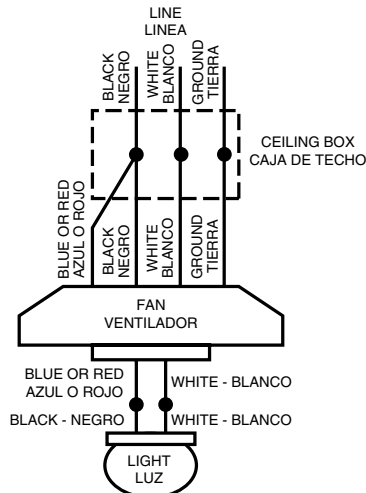 LINE
LINEA
BLACK
NEGRO
WHITE
BLANCO
GROUND
TIERRA
CEILING BOX
CAJA DE TECHO
BLUE OR RED
AZUL O ROJO
BLACK
NEGRO
WHITE
BLANCO
GROUND
TIERRA
FAN
VENTILADOR
BLUE OR RED
AZUL O ROJO
WHITE - BLANCO
BLACK - NEGRO
WHITE - BLANCO
LIGHT
LUZ